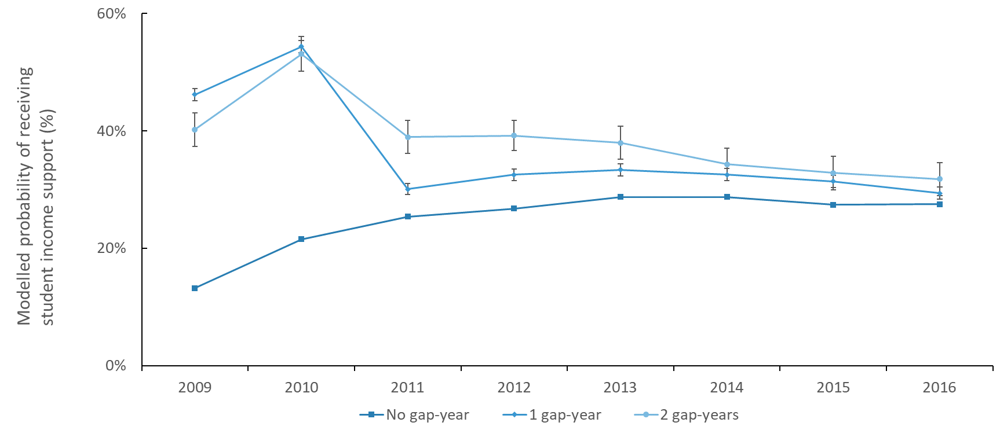 Modelled probability of receiving
student income support (%)
60%
40%
20%
0%
2009 2010 2011 2012 2013 2014 2015 2016
No gap-year 1 gap-year 2 gap-years